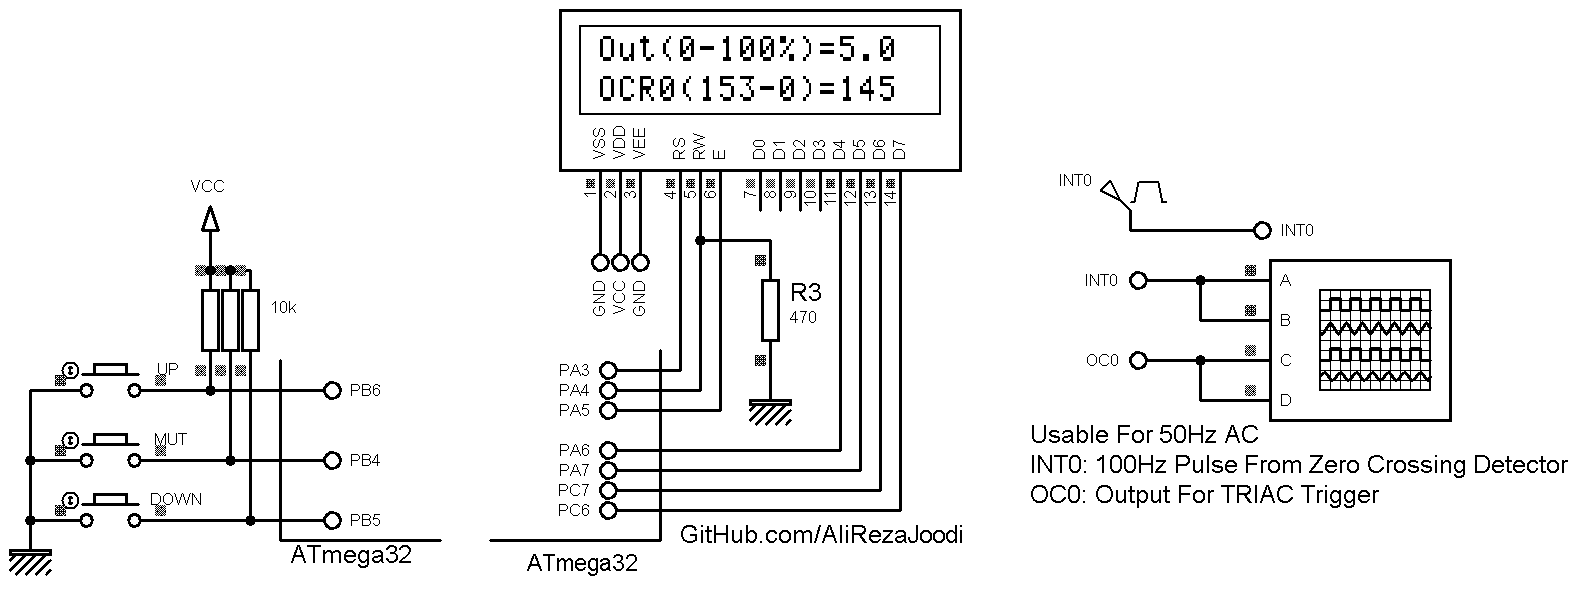 Out(0-100%)=5.0
OCR0(153-0)=145
VSS
VDD
VEE
RS
RW
E
D0
D1
D2
D3
D4
D5
D6
D7
1
2
3
4
5
6
7
8
9
10
11
12
13
14
GND
VCC
GND
R3
470
VCC
10k
UP
PB6
MUT
PB4
DOWN
PB5
ATmega32
PA3
PA4
PA5
PA6
PA7
PC7
PC6
ATmega32
GitHub.com/AliRezaJoodi
INT0
INT0
INT0
OC0
A
B
C
D
Usable For 50Hz AC
INT0: 100Hz Pulse From Zero Crossing Detector
OC0: Output For TRIAC Trigger